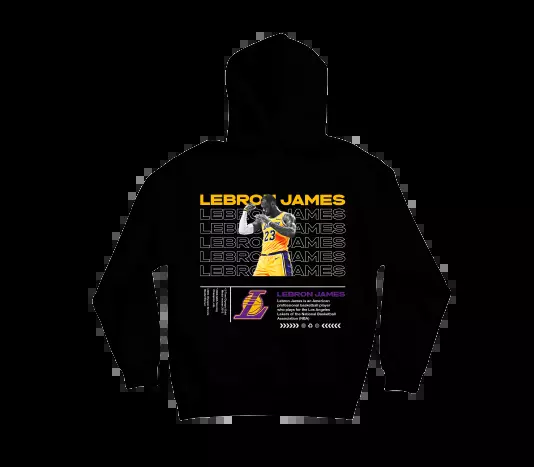 LEBRON JAMES
LEBRON JAMES
LEBRON JAMES
LEBRON JAMES
LEBRON JAMES
LEBRON JAMES
23
L
LEBRON JAMES
Lebron James is an American
professional basketball player
who plays for the Los Angeles
Lakers of the National Basketball
Association (NBA)